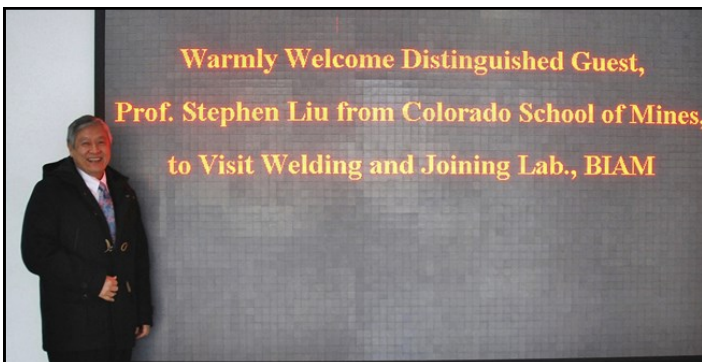 Warmly Welcome Distinguished Guest,
Prof. Stephen Liu from Colorado School of Mines,
to Visit Welding and Joining Lab., BIAM